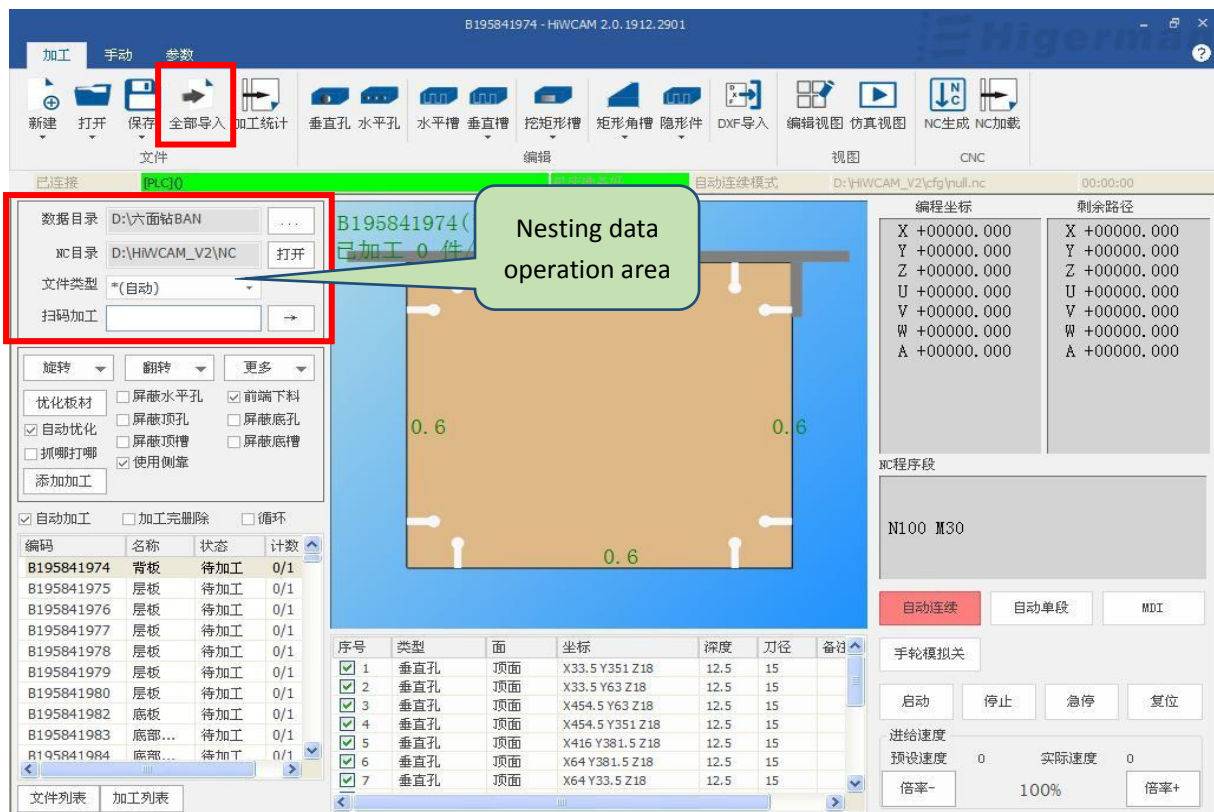 B195841974 - HiWCAM 2.0.1912.2901
Higerman
加工 手动 参数
新建 打开 保存 全部导入 加工统计 垂直孔 水平孔 水平槽 垂直槽 挖矩形槽 矩形角槽 隐形件 DXF导入 编辑视图 仿真视图 NC生成 NC加载
文件 编辑 视图 CNC
已连接 [PLC]() 自动连续模式 D:\HiWCAM_V2\cfg\null.nc 00:00:00
数据目录 D:\六面钻BAN ...
NC目录 D:\HiWCAM_V2\NC 打开
文件类型 *(自动)
扫码加工 →
旋转 翻转 更多
优化板材 屏蔽水平孔 前端下料
自动优化 屏蔽顶孔 屏蔽底孔
抓哪打哪 屏蔽顶槽 屏蔽底槽
使用侧靠
添加加工
自动加工 加工完删除 循环
编码 名称 状态 计数
B195841974 背板 待加工 0/1
B195841975 层板 待加工 0/1
B195841976 层板 待加工 0/1
B195841977 层板 待加工 0/1
B195841978 层板 待加工 0/1
B195841979 层板 待加工 0/1
B195841980 层板 待加工 0/1
B195841982 底板 待加工 0/1
B195841983 底部... 待加工 0/1
B195841984 底部... 待加工 0/1
文件列表 加工列表
B195841974(
已加工 0 件/
Nesting data
operation area
0.6 0.6
0.6
序号 类型 面 坐标 深度 刀径 备注
1 垂直孔 顶面 X33.5 Y351 Z18 12.5 15
2 垂直孔 顶面 X33.5 Y63 Z18 12.5 15
3 垂直孔 顶面 X454.5 Y63 Z18 12.5 15
4 垂直孔 顶面 X454.5 Y351 Z18 12.5 15
5 垂直孔 顶面 X416 Y381.5 Z18 12.5 15
6 垂直孔 顶面 X64 Y381.5 Z18 12.5 15
7 垂直孔 顶面 X64 Y33.5 Z18 12.5 15
编程坐标 剩余路径
X +00000.000 X +00000.000
Y +00000.000 Y +00000.000
Z +00000.000 Z +00000.000
U +00000.000 U +00000.000
V +00000.000 V +00000.000
W +00000.000 W +00000.000
A +00000.000 A +00000.000
NC程序段
N100 M30
自动连续 自动单段 MDI
手轮模拟关
启动 停止 急停 复位
进给速度
预设速度 0 实际速度 0
倍率- 100% 倍率+